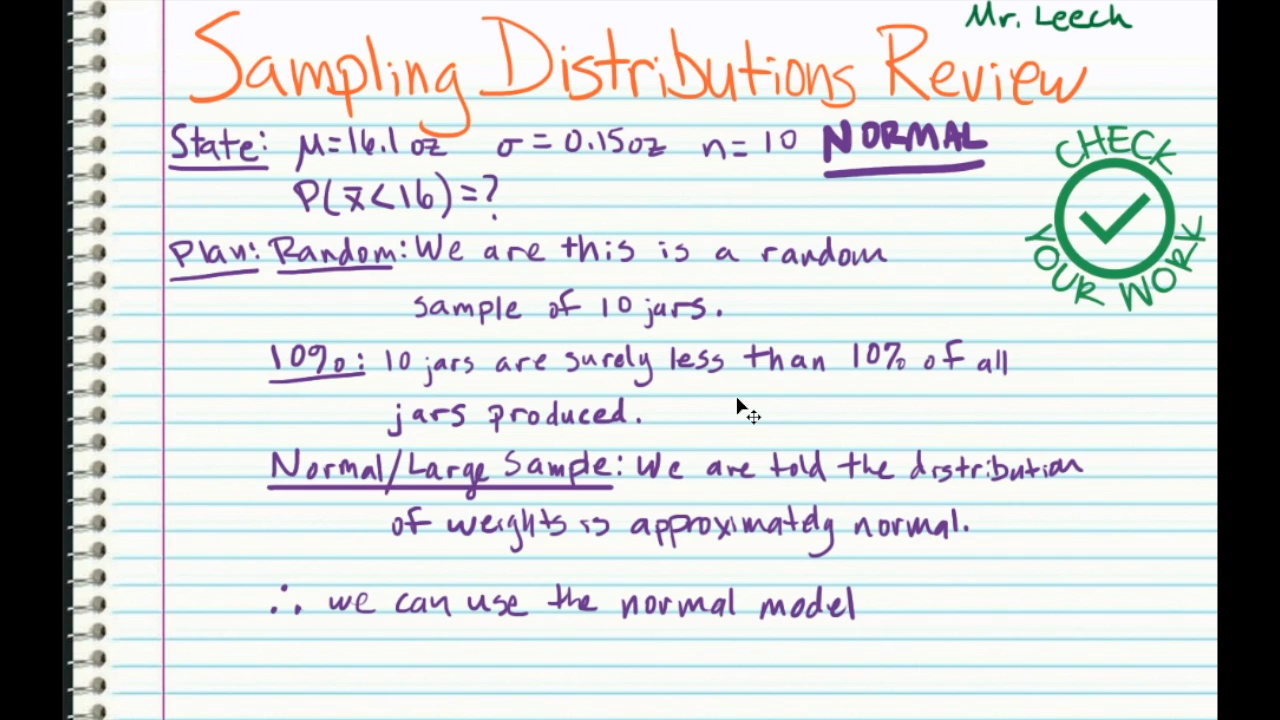 Mr. Leech
Sampling Distributions Review
State: μ=16.1 oz σ = 0.15oz n= 10 NORMAL
P(x̄<16)=?
CHECK YOUR WORK
Plan: Random: We are this is a random
sample of 10 jars.
10%: 10 jars are surely less than 10% of all
jars produced.
Normal/Large Sample: We are told the distribution
of weights is approximately normal.
∴ we can use the normal model